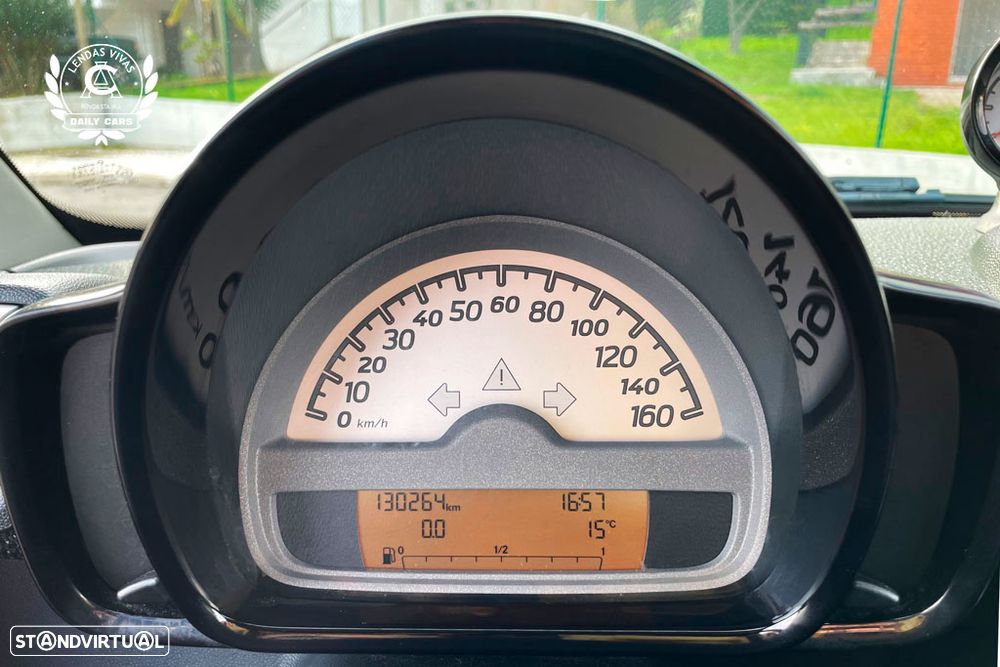 LENDAS VIVAS
CA
DAILY CARS
0 10 20 30 40 50 60 80 100 120 140 160
km/h
!
130264 km 16:57
0.0 15°C
0 1/2 1
STANDVIRTUAL